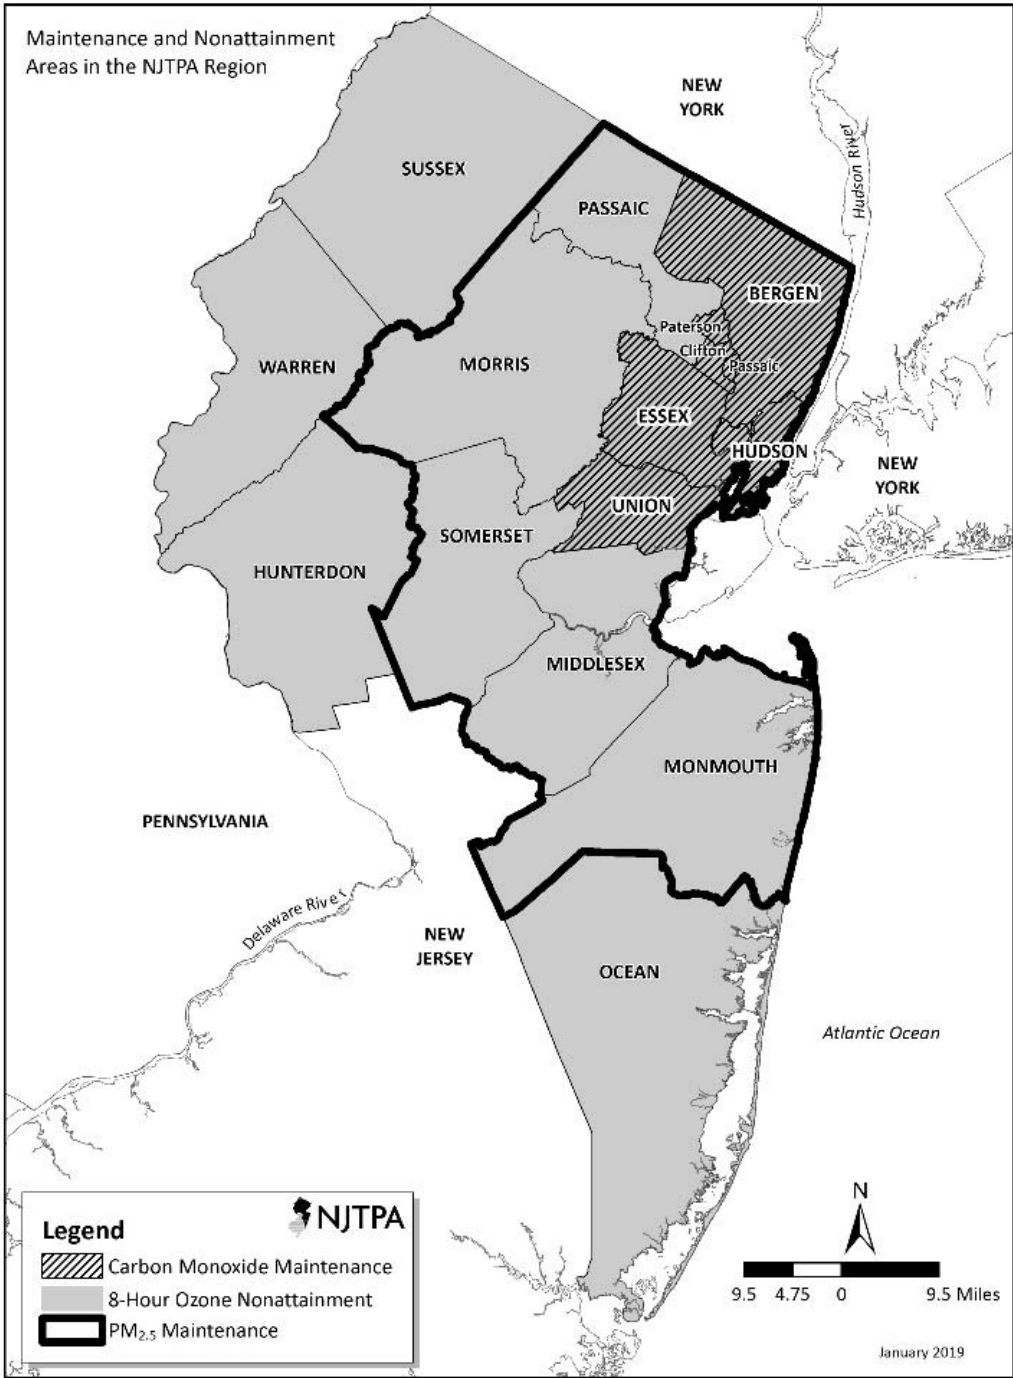 Maintenance and Nonattainment
Areas in the NJTPA Region
NEW
YORK
Hudson River
SUSSEX
PASSAIC
BERGEN
Paterson
Clifton
Passaic
WARREN
MORRIS
ESSEX
HUDSON
NEW
YORK
UNION
SOMERSET
HUNTERDON
MIDDLESEX
MONMOUTH
PENNSYLVANIA
Delaware River
NEW
JERSEY
OCEAN
Atlantic Ocean
N
9.5 4.75 0 9.5 Miles
January 2019
NJTPA
Legend
Carbon Monoxide Maintenance
8-Hour Ozone Nonattainment
PM2.5 Maintenance